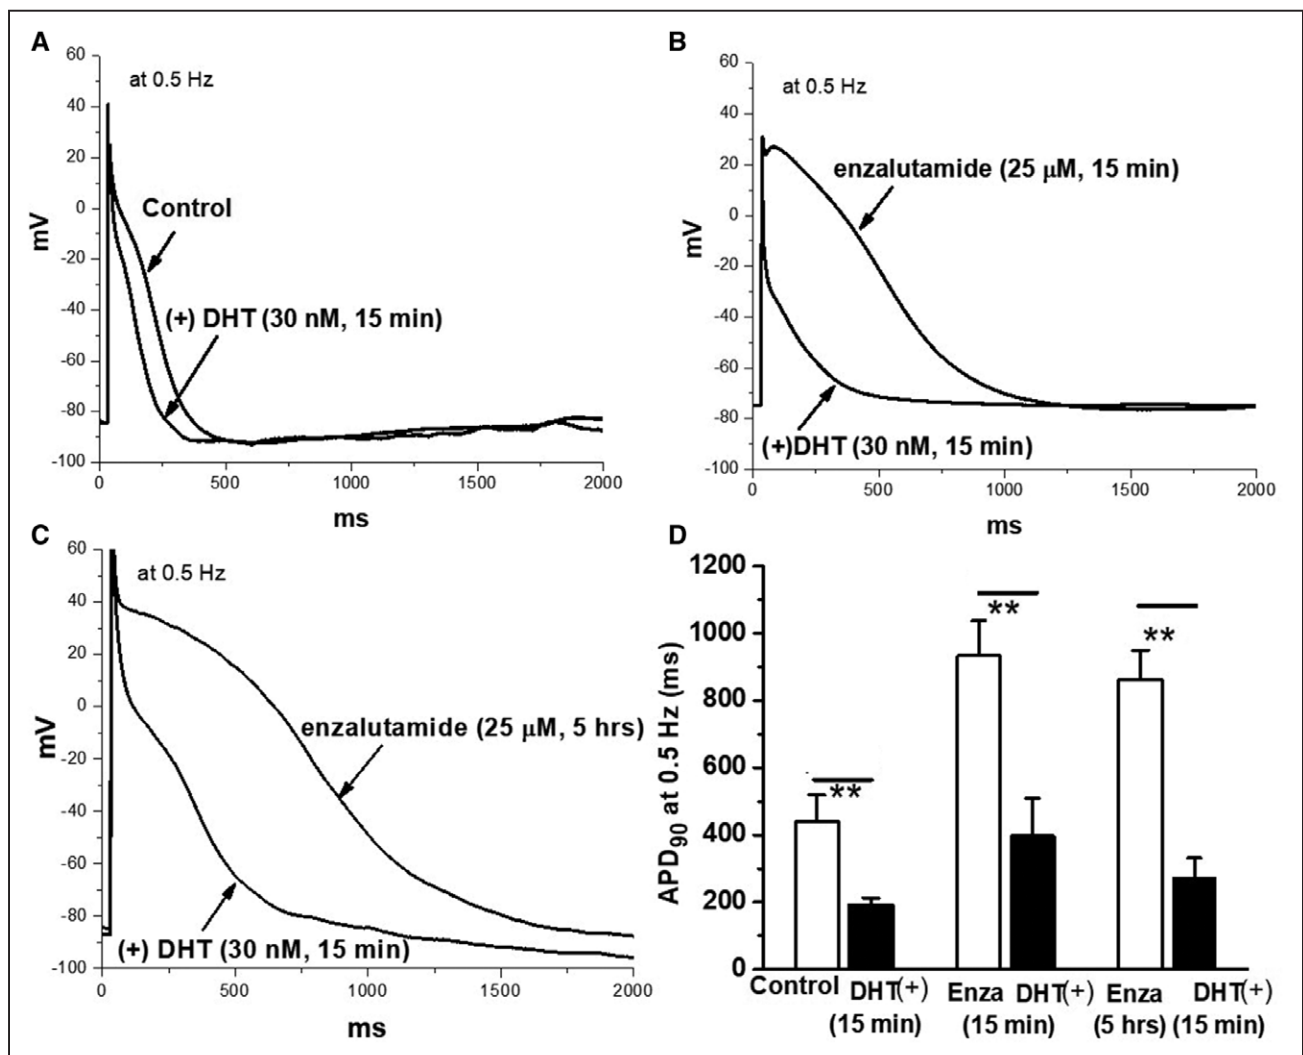 A
at 0.5 Hz
60
40
20
0
-20
-40
-60
-80
-100
mV
Control
(+) DHT (30 nM, 15 min)
0
500
1000
1500
2000
ms
B
at 0.5 Hz
60
40
20
0
-20
-40
-60
-80
-100
mV
enzalutamide (25 μM, 15 min)
(+)DHT (30 nM, 15 min)
0
500
1000
1500
2000
ms
C
at 0.5 Hz
60
40
20
0
-20
-40
-60
-80
-100
mV
enzalutamide (25 μM, 5 hrs)
(+) DHT (30 nM, 15 min)
0
500
1000
1500
2000
ms
D
1200
1000
800
600
400
200
0
APD90 at 0.5 Hz (ms)
**
**
**
Control DHT(+) Enza DHT(+) Enza DHT(+)
(15 min) (15 min) (5 hrs) (15 min)